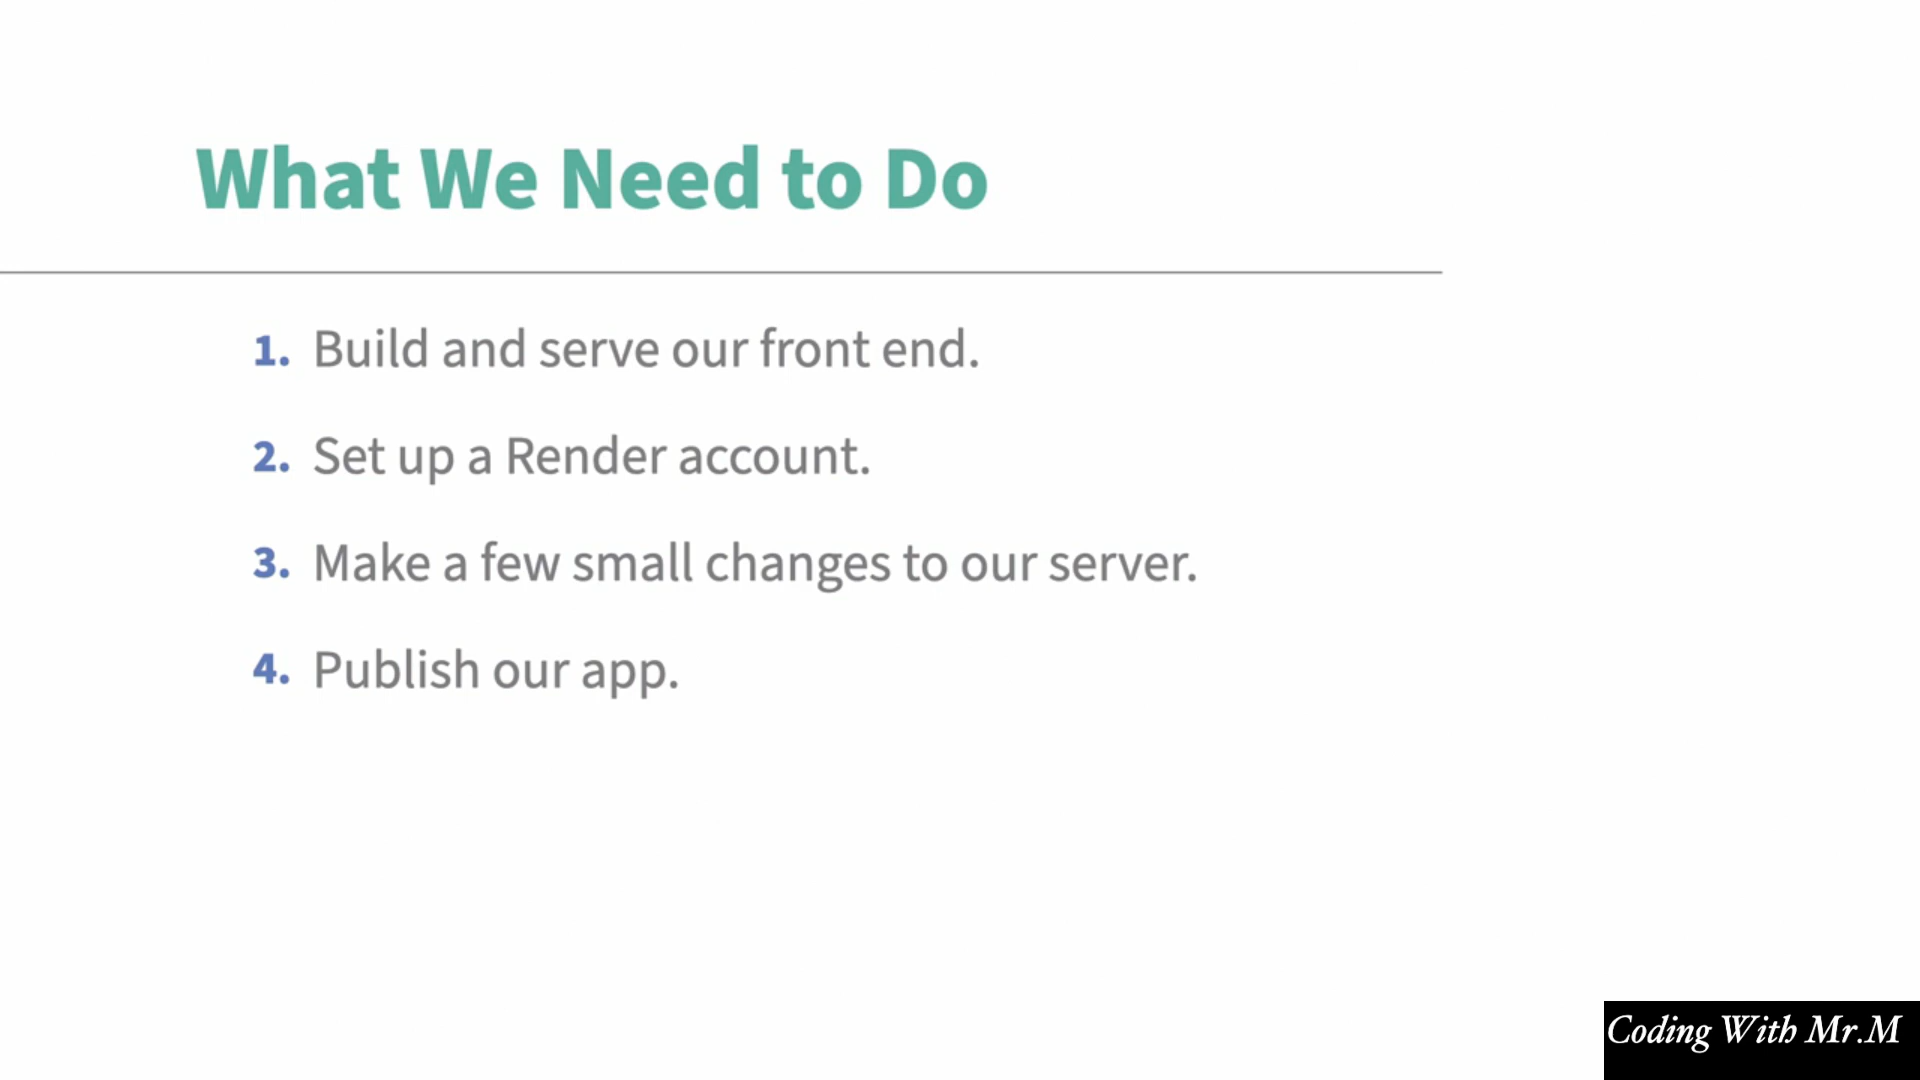 What We Need to Do
1. Build and serve our front end.
2. Set up a Render account.
3. Make a few small changes to our server.
4. Publish our app.
Coding With Mr.M